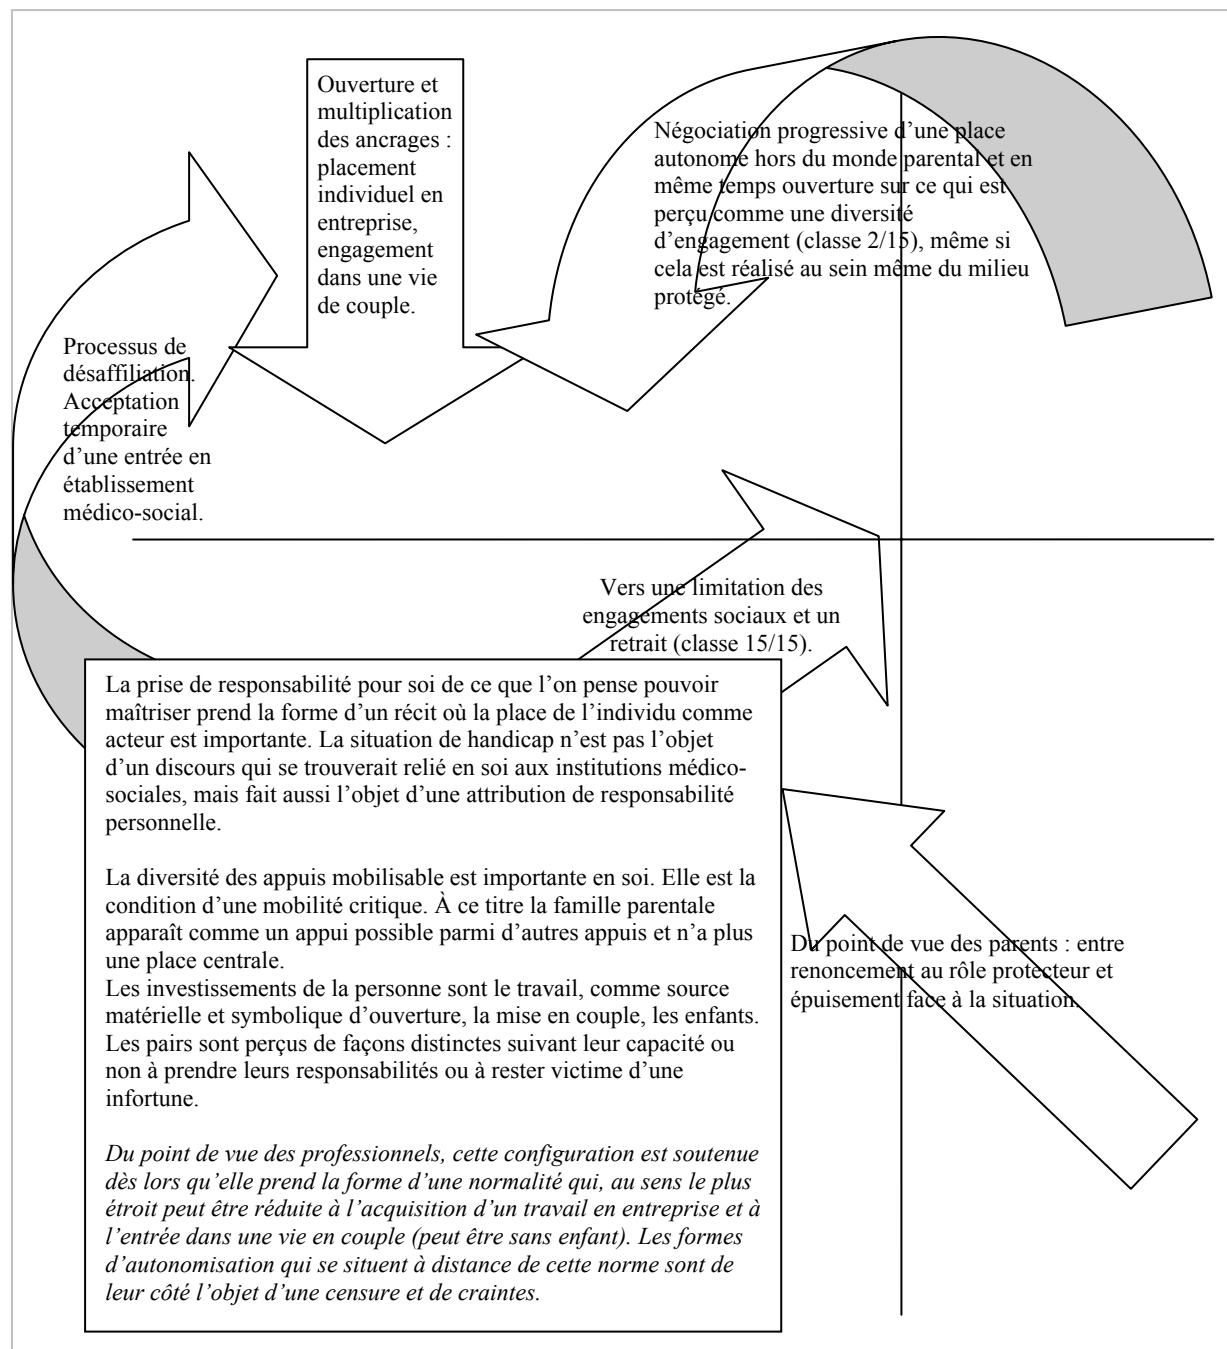 Ouverture et
multiplication
des ancrages :
placement
individuel en
entreprise,
engagement
dans une vie
de couple.
Négociation progressive d’une place
autonome hors du monde parental et en
même temps ouverture sur ce qui est
perçu comme une diversité
d’engagement (classe 2/15), même si
cela est réalisé au sein même du milieu
protégé.
Processus de
désaffiliation.
Acceptation
temporaire
d’une entrée en
établissement
médico-social.
Vers une limitation des
engagements sociaux et un
retrait (classe 15/15).
La prise de responsabilité pour soi de ce que l’on pense pouvoir
maîtriser prend la forme d’un récit où la place de l’individu comme
acteur est importante. La situation de handicap n’est pas l’objet
d’un discours qui se trouverait relié en soi aux institutions médico-
sociales, mais fait aussi l’objet d’une attribution de responsabilité
personnelle.
La diversité des appuis mobilisable est importante en soi. Elle est la
condition d’une mobilité critique. À ce titre la famille parentale
apparaît comme un appui possible parmi d’autres appuis et n’a plus
une place centrale.
Les investissements de la personne sont le travail, comme source
matérielle et symbolique d’ouverture, la mise en couple, les enfants.
Les pairs sont perçus de façons distinctes suivant leur capacité ou
non à prendre leurs responsabilités ou à rester victime d’une
infortune.
Du point de vue des professionnels, cette configuration est soutenue
dès lors qu’elle prend la forme d’une normalité qui, au sens le plus
étroit peut être réduite à l’acquisition d’un travail en entreprise et à
l’entrée dans une vie en couple (peut être sans enfant). Les formes
d’autonomisation qui se situent à distance de cette norme sont de
leur côté l’objet d’une censure et de craintes.
Du point de vue des parents : entre
renoncement au rôle protecteur et
épuisement face à la situation.